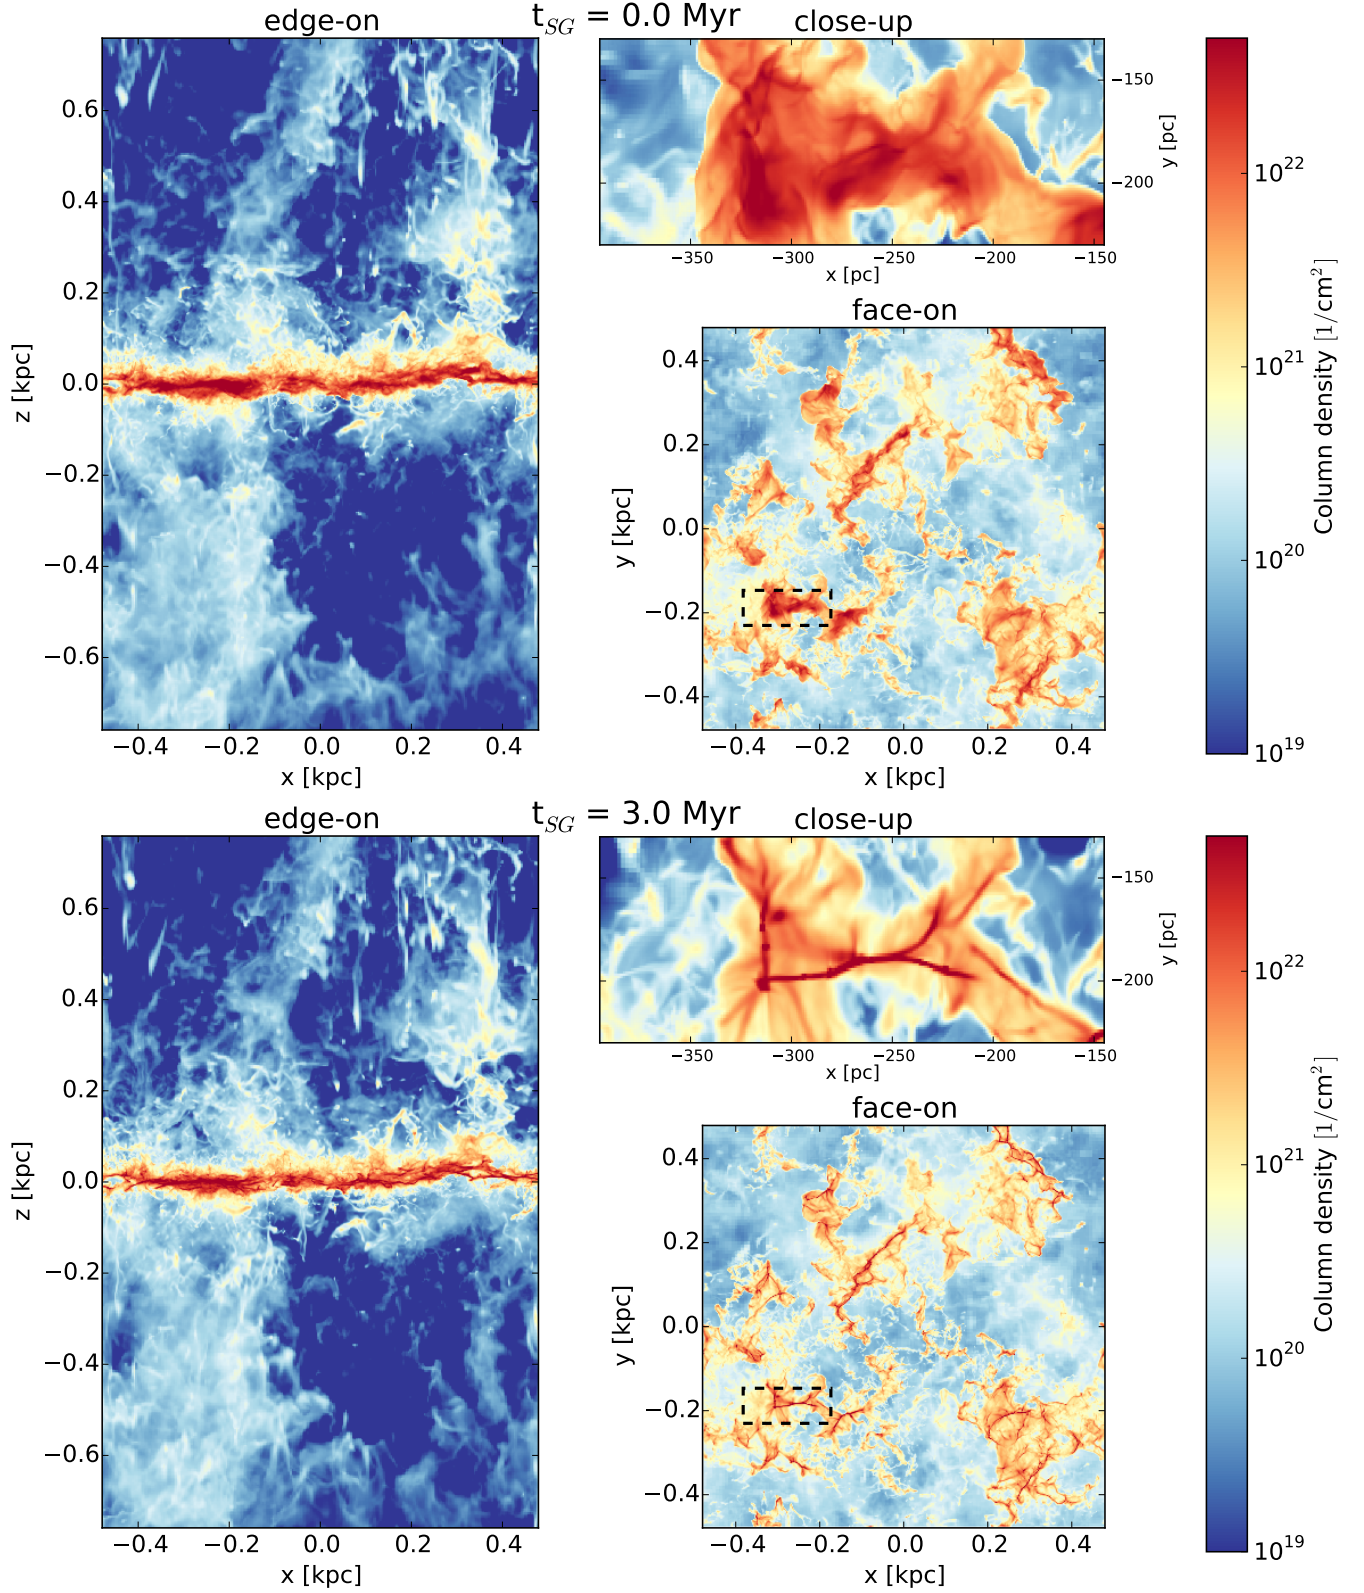 t_SG = 0.0 Myr
edge-on
0.6
0.4
0.2
0.0
−0.2
−0.4
−0.6
z [kpc]
−0.4 −0.2 0.0 0.2 0.4
x [kpc]
close-up
−150
−200
y [pc]
−350 −300 −250 −200 −150
x [pc]
face-on
0.4
0.2
0.0
−0.2
−0.4
y [kpc]
−0.4 −0.2 0.0 0.2 0.4
x [kpc]
10^22
10^21
10^20
10^19
Column density [1/cm^2]
t_SG = 3.0 Myr
edge-on
0.6
0.4
0.2
0.0
−0.2
−0.4
−0.6
z [kpc]
−0.4 −0.2 0.0 0.2 0.4
x [kpc]
close-up
−150
−200
y [pc]
−350 −300 −250 −200 −150
x [pc]
face-on
0.4
0.2
0.0
−0.2
−0.4
y [kpc]
−0.4 −0.2 0.0 0.2 0.4
x [kpc]
10^22
10^21
10^20
10^19
Column density [1/cm^2]